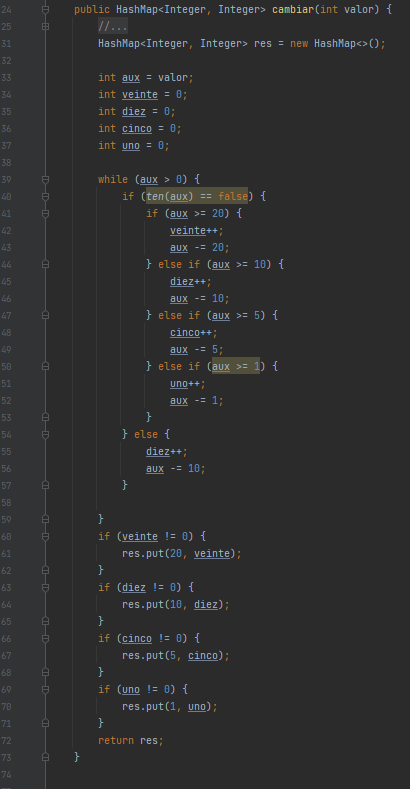 24 public HashMap<Integer, Integer> cambiar(int valor) {
25 //...
31 HashMap<Integer, Integer> res = new HashMap<>();
32
33 int aux = valor;
34 int veinte = 0;
35 int diez = 0;
36 int cinco = 0;
37 int uno = 0;
38
39 while (aux > 0) {
40 if (ten(aux) == false) {
41 if (aux >= 20) {
42 veinte++;
43 aux -= 20;
44 } else if (aux >= 10) {
45 diez++;
46 aux -= 10;
47 } else if (aux >= 5) {
48 cinco++;
49 aux -= 5;
50 } else if (aux >= 1) {
51 uno++;
52 aux -= 1;
53 }
54 } else {
55 diez++;
56 aux -= 10;
57 }
58
59 }
60 if (veinte != 0) {
61 res.put(20, veinte);
62 }
63 if (diez != 0) {
64 res.put(10, diez);
65 }
66 if (cinco != 0) {
67 res.put(5, cinco);
68 }
69 if (uno != 0) {
70 res.put(1, uno);
71 }
72 return res;
73 }
74